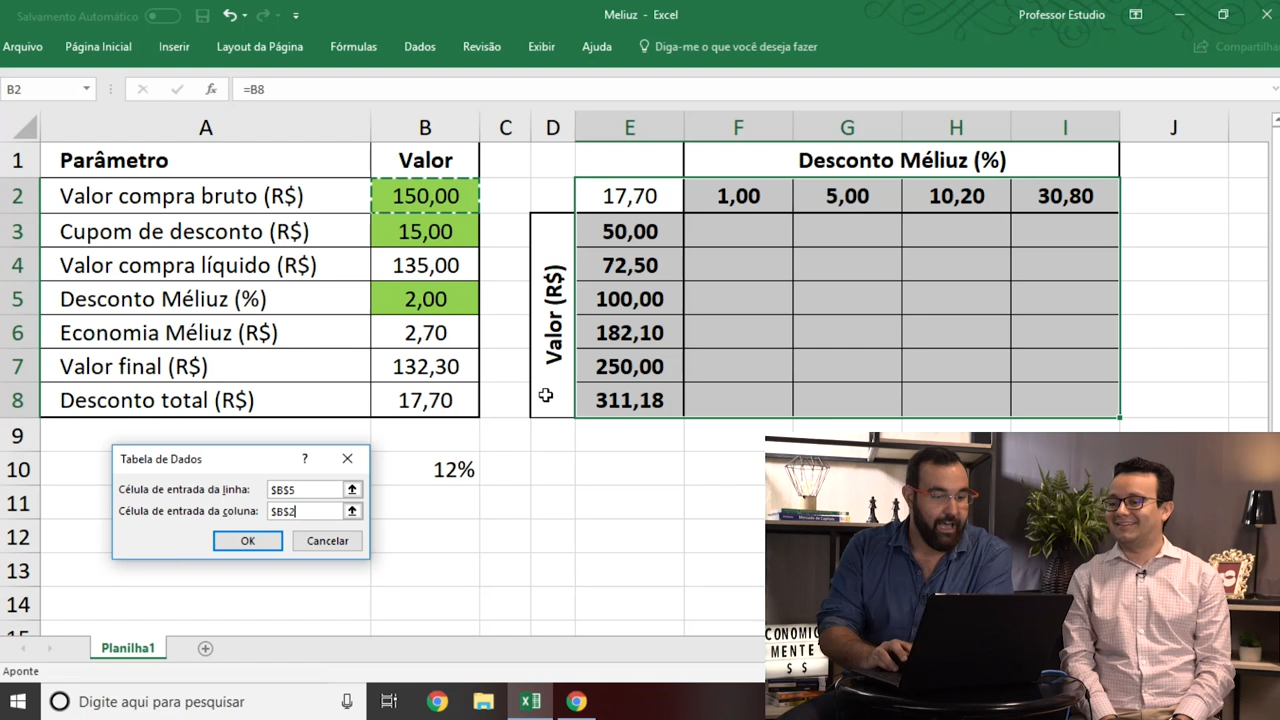 Salvamento Automático
Meliuz - Excel
Professor Estudio
Arquivo Página Inicial Inserir Layout da Página Fórmulas Dados Revisão Exibir Ajuda Diga-me o que você deseja fazer Compartilha
B2 fx =B8
A B C D E F G H I J
1 Parâmetro Valor Desconto Méliuz (%)
2 Valor compra bruto (R$) 150,00 17,70 1,00 5,00 10,20 30,80
3 Cupom de desconto (R$) 15,00 50,00
4 Valor compra líquido (R$) 135,00 72,50
5 Desconto Méliuz (%) 2,00 100,00
6 Economia Méliuz (R$) 2,70 182,10
7 Valor final (R$) 132,30 250,00
8 Desconto total (R$) 17,70 311,18
Valor (R$)
9
10 12%
11
12
13
14
15
Tabela de Dados ?
Célula de entrada da linha: $B$5
Célula de entrada da coluna: $B$2
OK Cancelar
ECONOMIC
MENTE
$ $
Planilha1
Aponte
Digite aqui para pesquisar